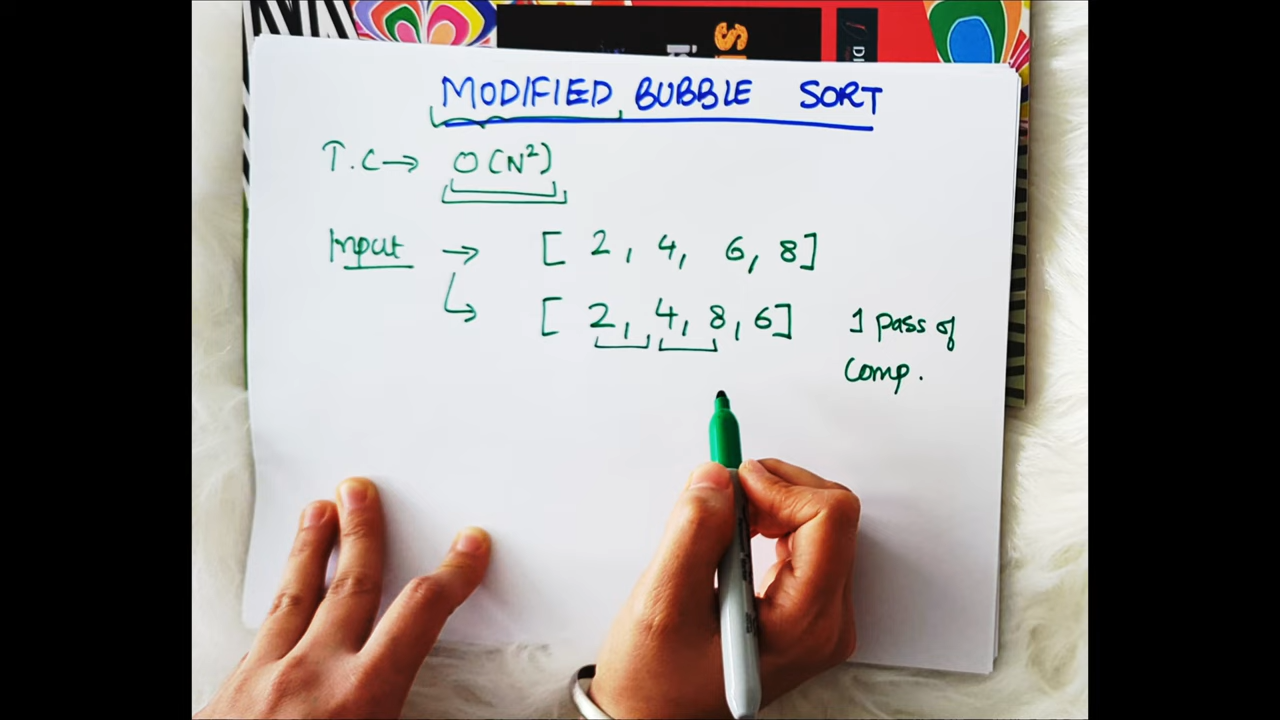 MODIFIED BUBBLE SORT
T.C → O(N²)
Input → [ 2, 4, 6, 8]
↳ [ 2, 4, 8, 6] 1 pass of
Comp.